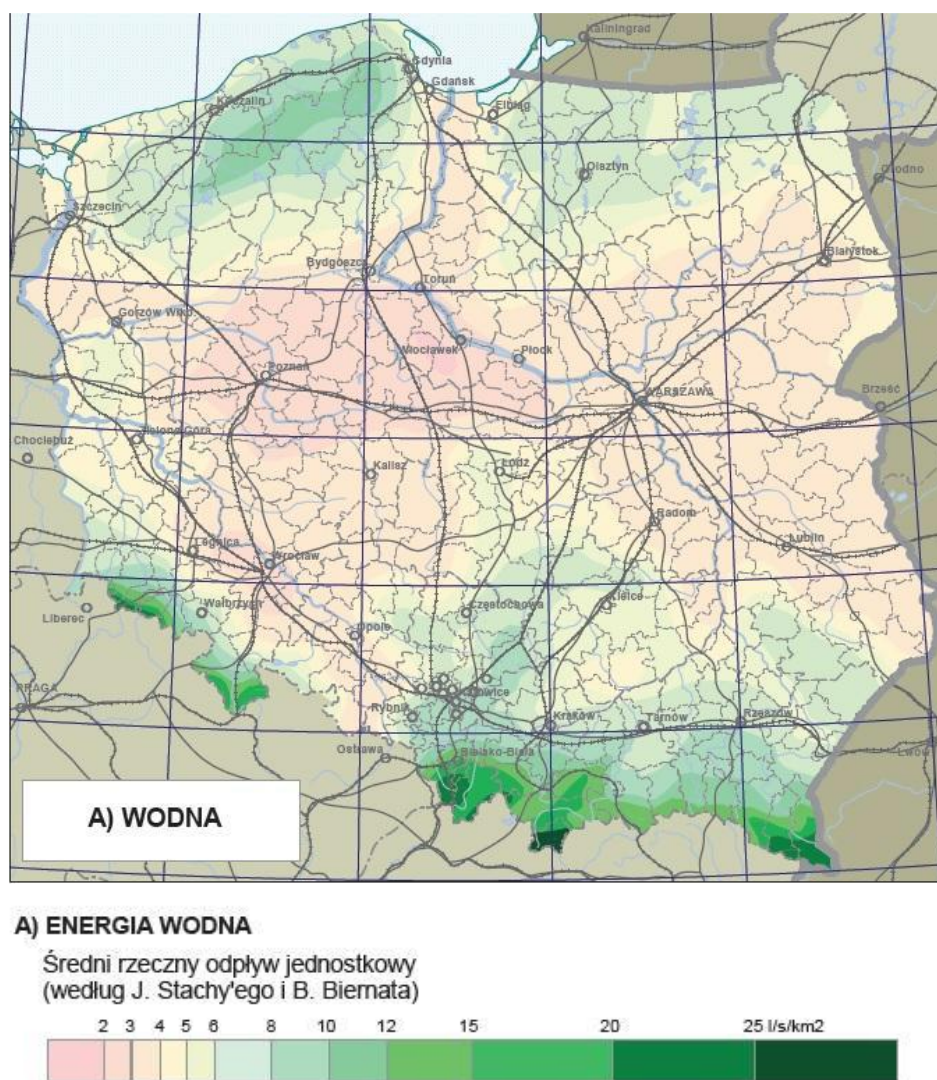 Kaliningrad
Gdynia
Gdańsk
Koszalin
Elbląg
Olsztyn
Grodno
Szczecin
Białystok
Bydgoszcz
Toruń
Gorzów Wlkp.
Włocławek
Płock
Poznań
WARSZAWA
Brześć
Zielona Góra
Chociebuż
Kalisz
Łódź
Radom
Legnica
Lublin
Wrocław
Wałbrzych
Liberec
Częstochowa
Kielce
Opole
PRAGA
Katowice
Rybnik
Kraków
Tarnów
Rzeszów
Ostrawa
Bielsko-Biała
Lwów
A) WODNA
A) ENERGIA WODNA
Średni rzeczny odpływ jednostkowy
(według J. Stachy'ego i B. Biernata)
2 3 4 5 6 8 10 12 15 20 25 l/s/km2